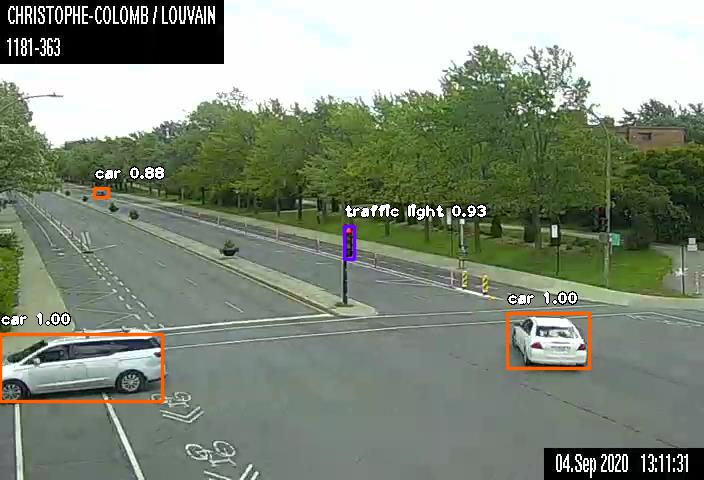 CHRISTOPHE-COLOMB / LOUVAIN
1181-363
car 0.88
traffic light 0.93
car 1.00
car 1.00
04.Sep 2020 13:11:31